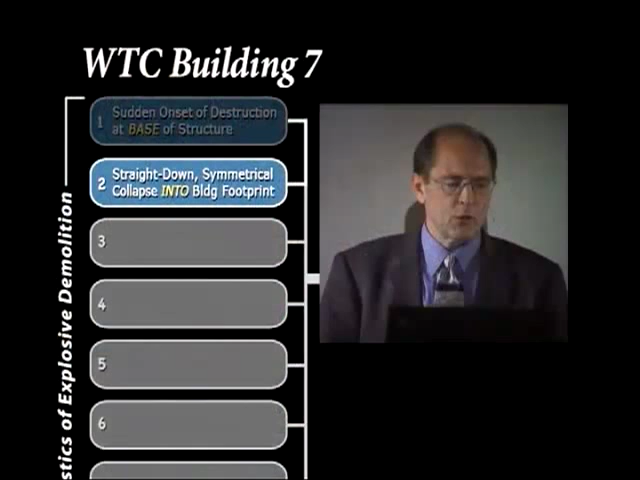 WTC Building 7
1 Sudden Onset of Destruction
at BASE of Structure
2 Straight-Down, Symmetrical
Collapse INTO Bldg Footprint
3
4
5
6
stics of Explosive Demolition